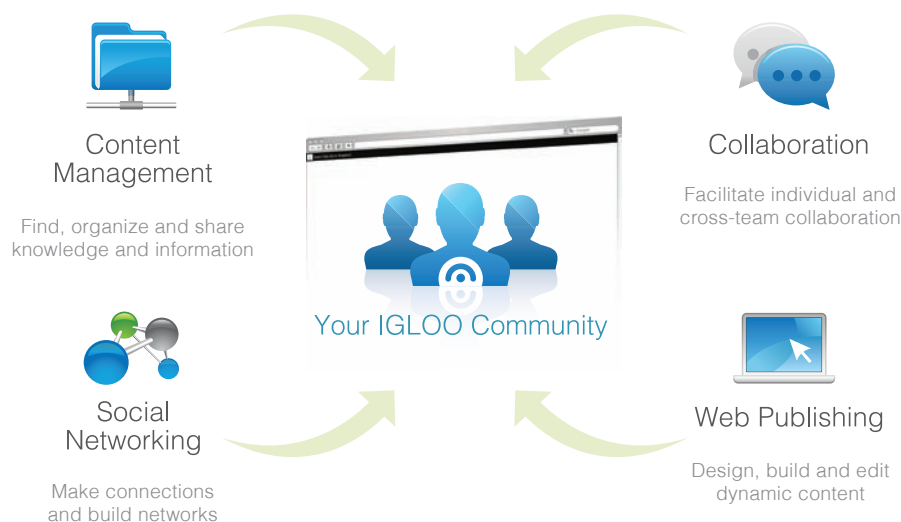 Content
Management
Find, organize and share
knowledge and information
Collaboration
Facilitate individual and
cross-team collaboration
Your IGLOO Community
Social
Networking
Make connections
and build networks
Web Publishing
Design, build and edit
dynamic content